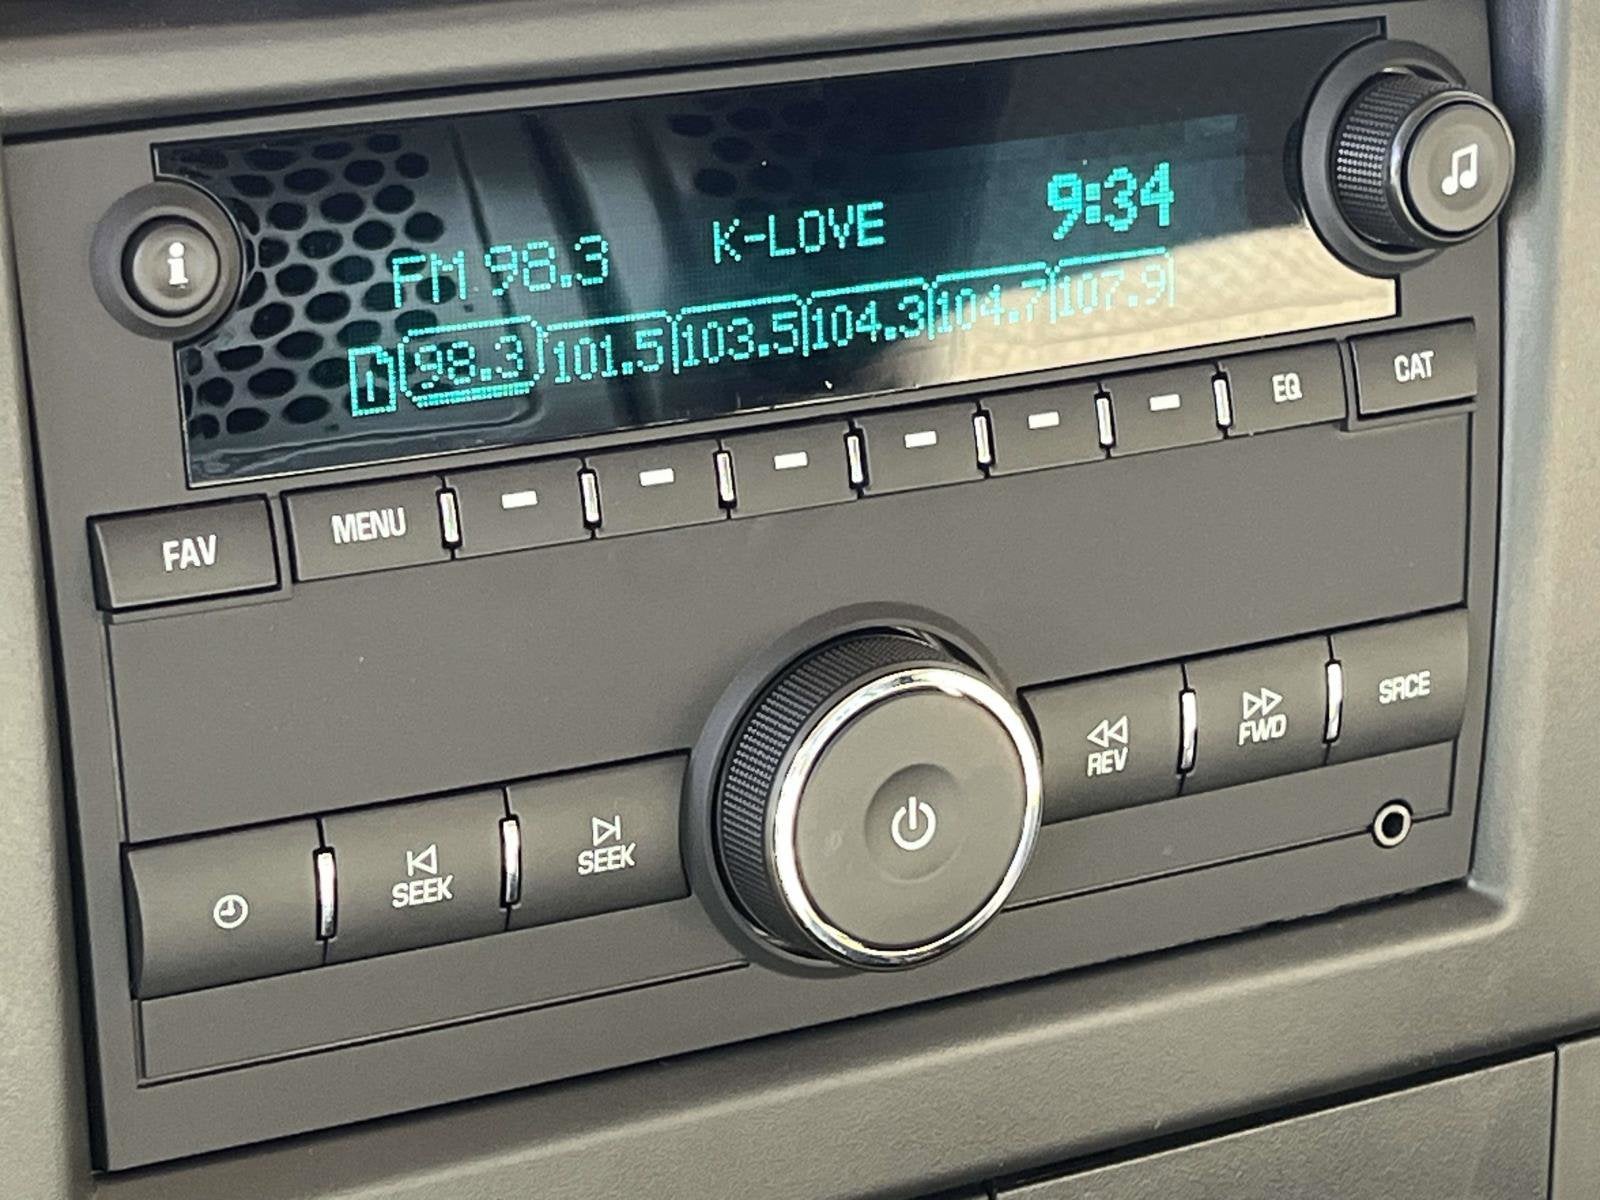 FM 98.3 K-LOVE 9:34
1 98.3 101.5 103.5 104.3 104.7 107.9
i
FAV MENU EQ CAT
SEEK SEEK REV FWD SRCE